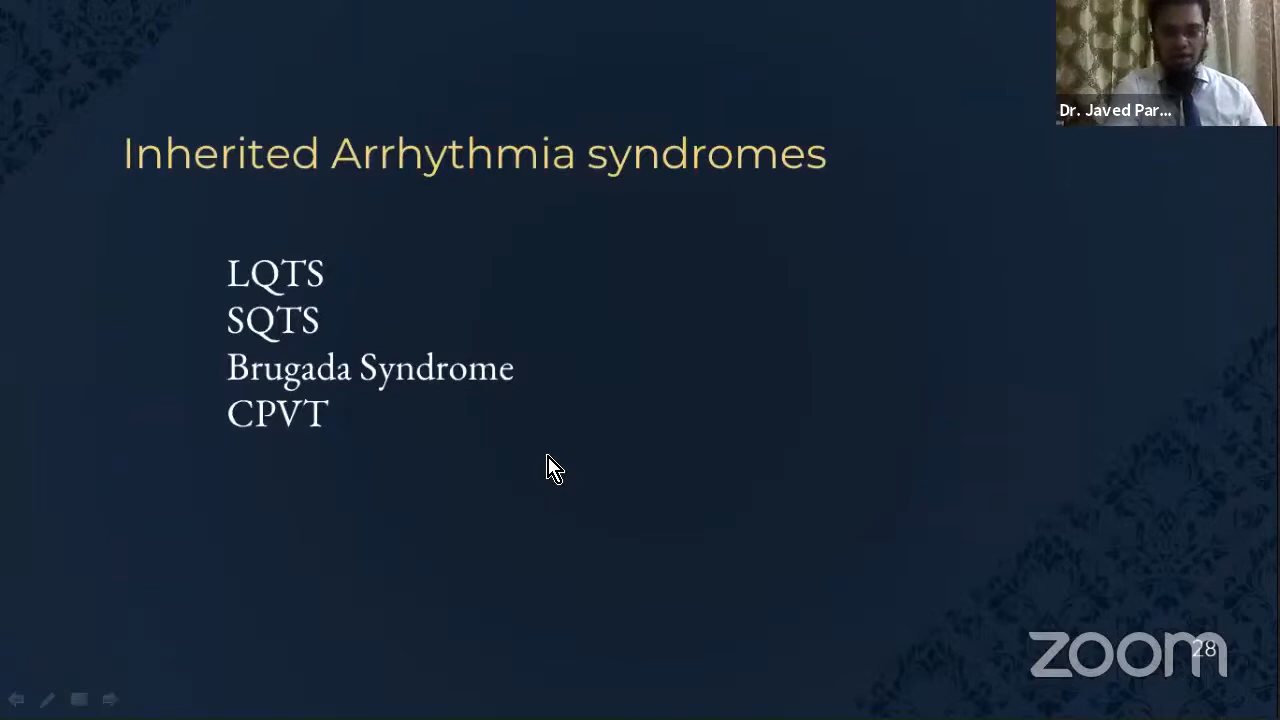 Dr. Javed Par...
Inherited Arrhythmia syndromes
LQTS
SQTS
Brugada Syndrome
CPVT
zoom
28